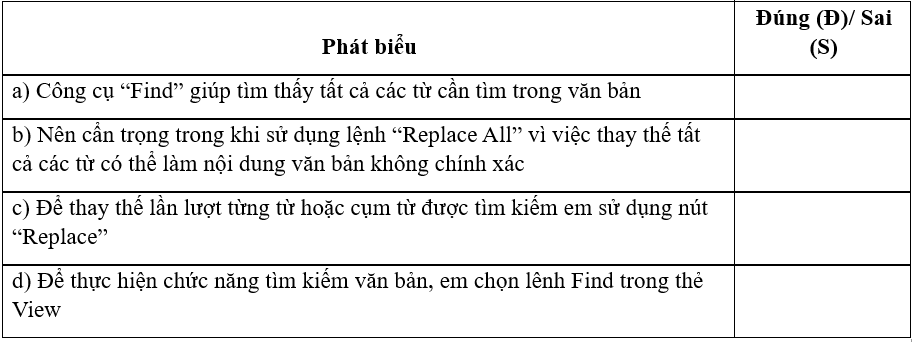 Phát biểu
Đúng (Đ)/ Sai
(S)
a) Công cụ “Find” giúp tìm thấy tất cả các từ cần tìm trong văn bản
b) Nên cẩn trọng trong khi sử dụng lệnh “Replace All” vì việc thay thế tất
cả các từ có thể làm nội dung văn bản không chính xác
c) Để thay thế lần lượt từng từ hoặc cụm từ được tìm kiếm em sử dụng nút
“Replace”
d) Để thực hiện chức năng tìm kiếm văn bản, em chọn lênh Find trong thẻ
View